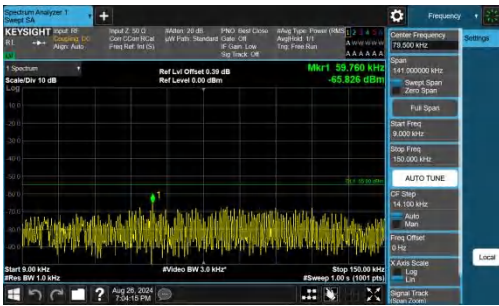 Spectrum Analyzer 1
Swept SA
Frequency
Settings
KEYSIGHT
Input: RF
Coupling: DC
Align: Auto
Input Z: 50 Ω
Corr CCorr RCal
Freq Ref: Int (S)
#Atten: 20 dB
µW Path: Standard
PNO: Best Close
Gate: Off
IF Gain: Low
Sig Track: Off
#Avg Type: Power (RMS)
Avg|Hold: 1/1
Trig: Free Run
RL
1 Spectrum
Scale/Div 10 dB
Log
Ref Lvl Offset 0.39 dB
Ref Level 0.00 dBm
Mkr1 59.760 kHz
-65.826 dBm
1
Start 9.00 kHz
#Res BW 1.0 kHz
#Video BW 3.0 kHz*
Stop 150.00 kHz
#Sweep 1.00 s (1001 pts)
Center Frequency
79.500 kHz
Span
141.000000 kHz
Swept Span
Zero Span
Full Span
Start Freq
9.000 kHz
Stop Freq
150.000 kHz
AUTO TUNE
CF Step
14.100 kHz
Auto
Man
Freq Offset
0 Hz
X Axis Scale
Log
Lin
Signal Track
(Span Zoom)
Local
Aug 26, 2024
7:04:15 PM